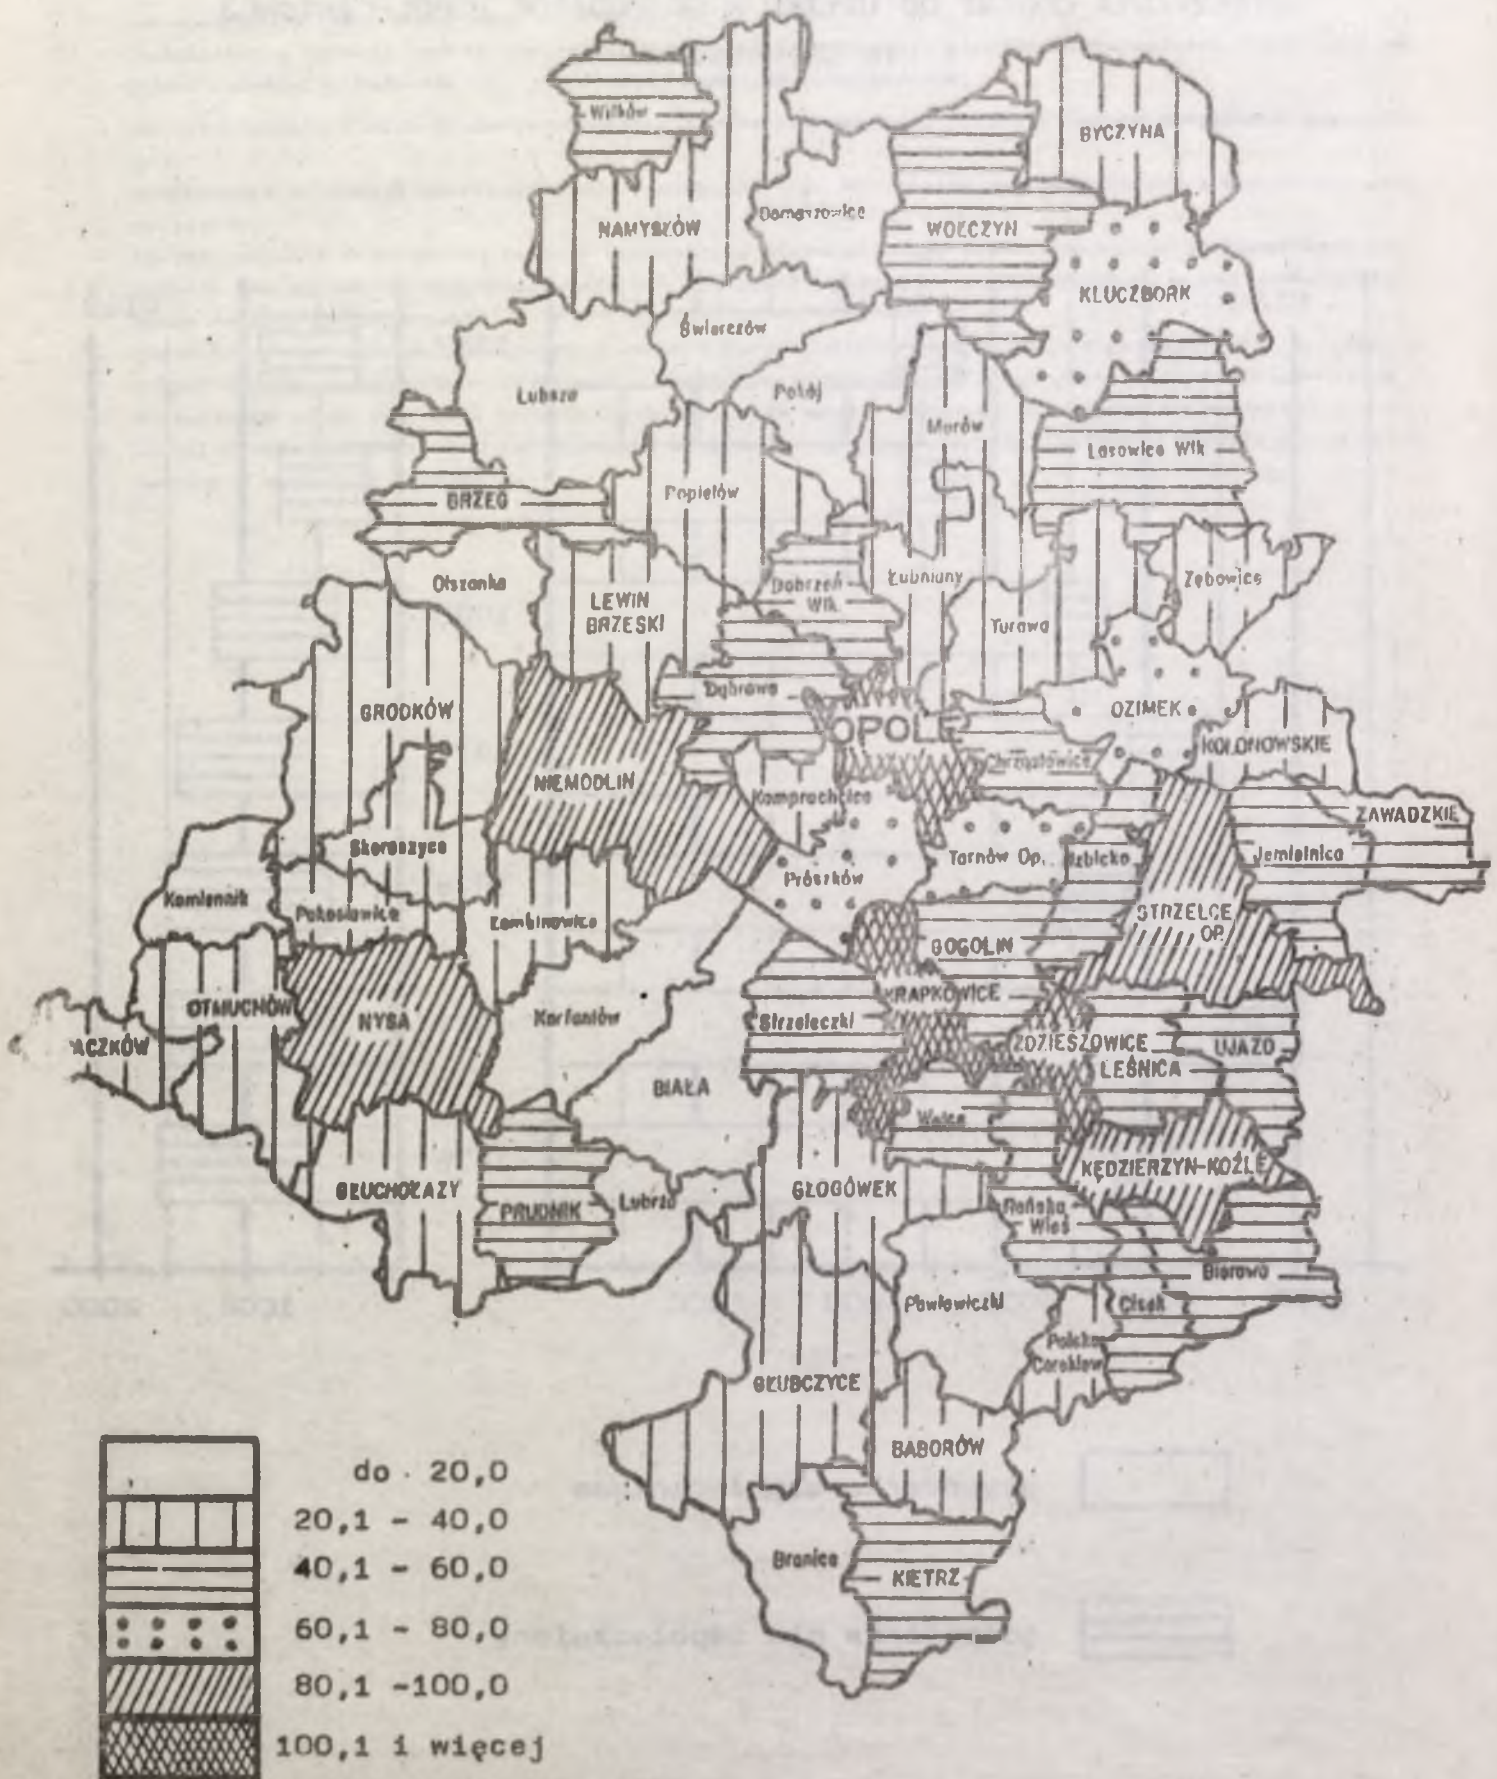 Wilków
BYCZYNA
NAMYSŁÓW
Domaszowice
WOŁCZYN
KLUCZBORK
Świerczów
Lubsza
Pokój
Murów
Lasowice Wlk
BRZEG
Popielów
Olszanka
LEWIN
BRZESKI
Dobrzeń
Wlk.
Łubniany
Zębowice
Turawa
Dąbrowa
GRODKÓW
OPOLE
OZIMEK
KOLONOWSKIE
NIEMODLIN
Komprachcice
Chrząstowice
ZAWADZKIE
Skoroszyce
Prószków
Tarnów Op.
Izbicko
Jemielnica
Kamiennik
Pakosławice
Łambinowice
STRZELCE
OP.
GOGOLIN
OTMUCHÓW
NYSA
Korfantów
KRAPKOWICE
Strzeleczki
ACZKÓW
ZDZIESZOWICE
UJAZD
LEŚNICA
BIAŁA
Walce
GŁUCHOŁAZY
PRUDNIK
Lubrza
GŁOGÓWEK
KĘDZIERZYN-KOŹLE
Reńska
Wieś
Bierawa
Pawłowiczki
Cisek
Polska
Cerekiew
GŁUBCZYCE
BABORÓW
Branice
KIETRZ
do 20,0
20,1 - 40,0
40,1 - 60,0
60,1 - 80,0
80,1 -100,0
100,1 i więcej